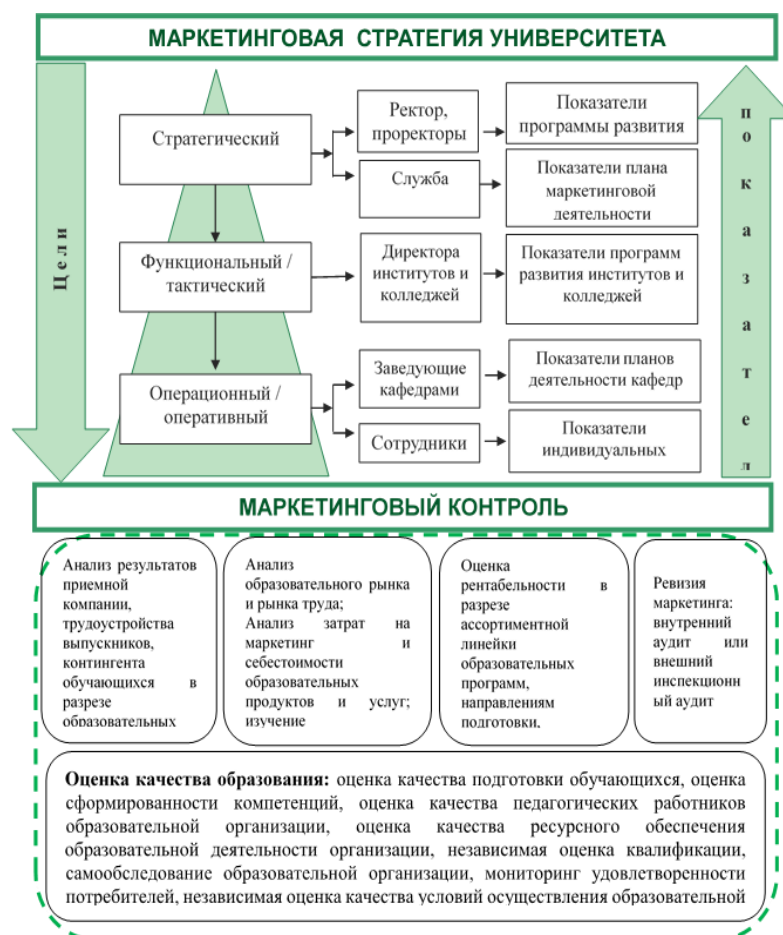 МАРКЕТИНГОВАЯ СТРАТЕГИЯ УНИВЕРСИТЕТА
Цели
Стратегический
Ректор,
проректоры
Показатели
программы развития
Служба
Показатели плана
маркетинговой
деятельности
Функциональный /
тактический
Директора
институтов и
колледжей
Показатели программ
развития институтов и
колледжей
Операционный /
оперативный
Заведующие
кафедрами
Показатели планов
деятельности кафедр
Сотрудники
Показатели
индивидуальных
п
о
к
а
з
а
т
е
л
МАРКЕТИНГОВЫЙ КОНТРОЛЬ
Анализ результатов
приемной
компании,
трудоустройства
выпускников,
контингента
обучающихся в
разрезе
образовательных
Анализ
образовательного рынка
и рынка труда;
Анализ затрат на
маркетинг и
себестоимости
образовательных
продуктов и услуг;
изучение
Оценка
рентабельности в
разрезе
ассортиментной
линейки
образовательных
программ,
направлениям
подготовки,
Ревизия
маркетинга:
внутренний
аудит или
внешний
инспекционн
ый аудит
Оценка качества образования: оценка качества подготовки обучающихся, оценка
сформированности компетенций, оценка качества педагогических работников
образовательной организации, оценка качества ресурсного обеспечения
образовательной деятельности организации, независимая оценка квалификации,
самообследование образовательной организации, мониторинг удовлетворенности
потребителей, независимая оценка качества условий осуществления образовательной